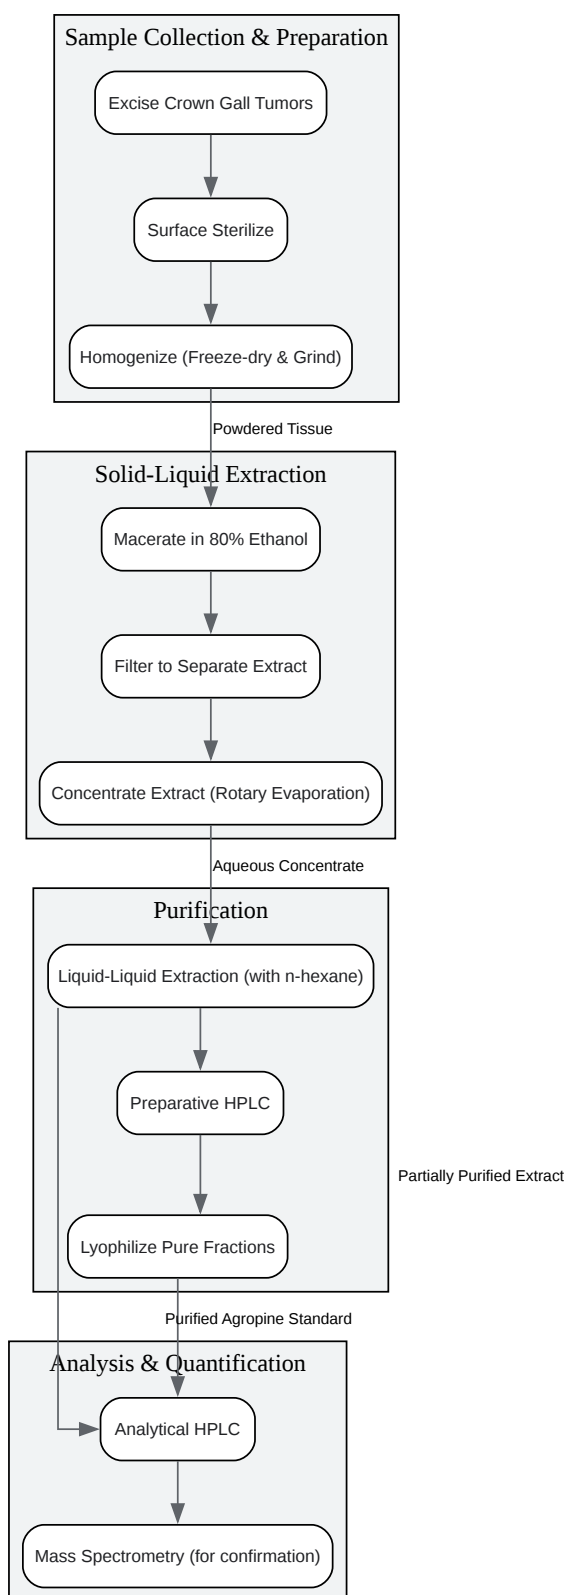 Sample Collection & Preparation
Excise Crown Gall Tumors
Surface Sterilize
Homogenize (Freeze-dry & Grind)
Powdered Tissue
Solid-Liquid Extraction
Macerate in 80% Ethanol
Filter to Separate Extract
Concentrate Extract (Rotary Evaporation)
Aqueous Concentrate
Purification
Liquid-Liquid Extraction (with n-hexane)
Preparative HPLC
Partially Purified Extract
Lyophilize Pure Fractions
Purified Agropine Standard
Analysis & Quantification
Analytical HPLC
Mass Spectrometry (for confirmation)